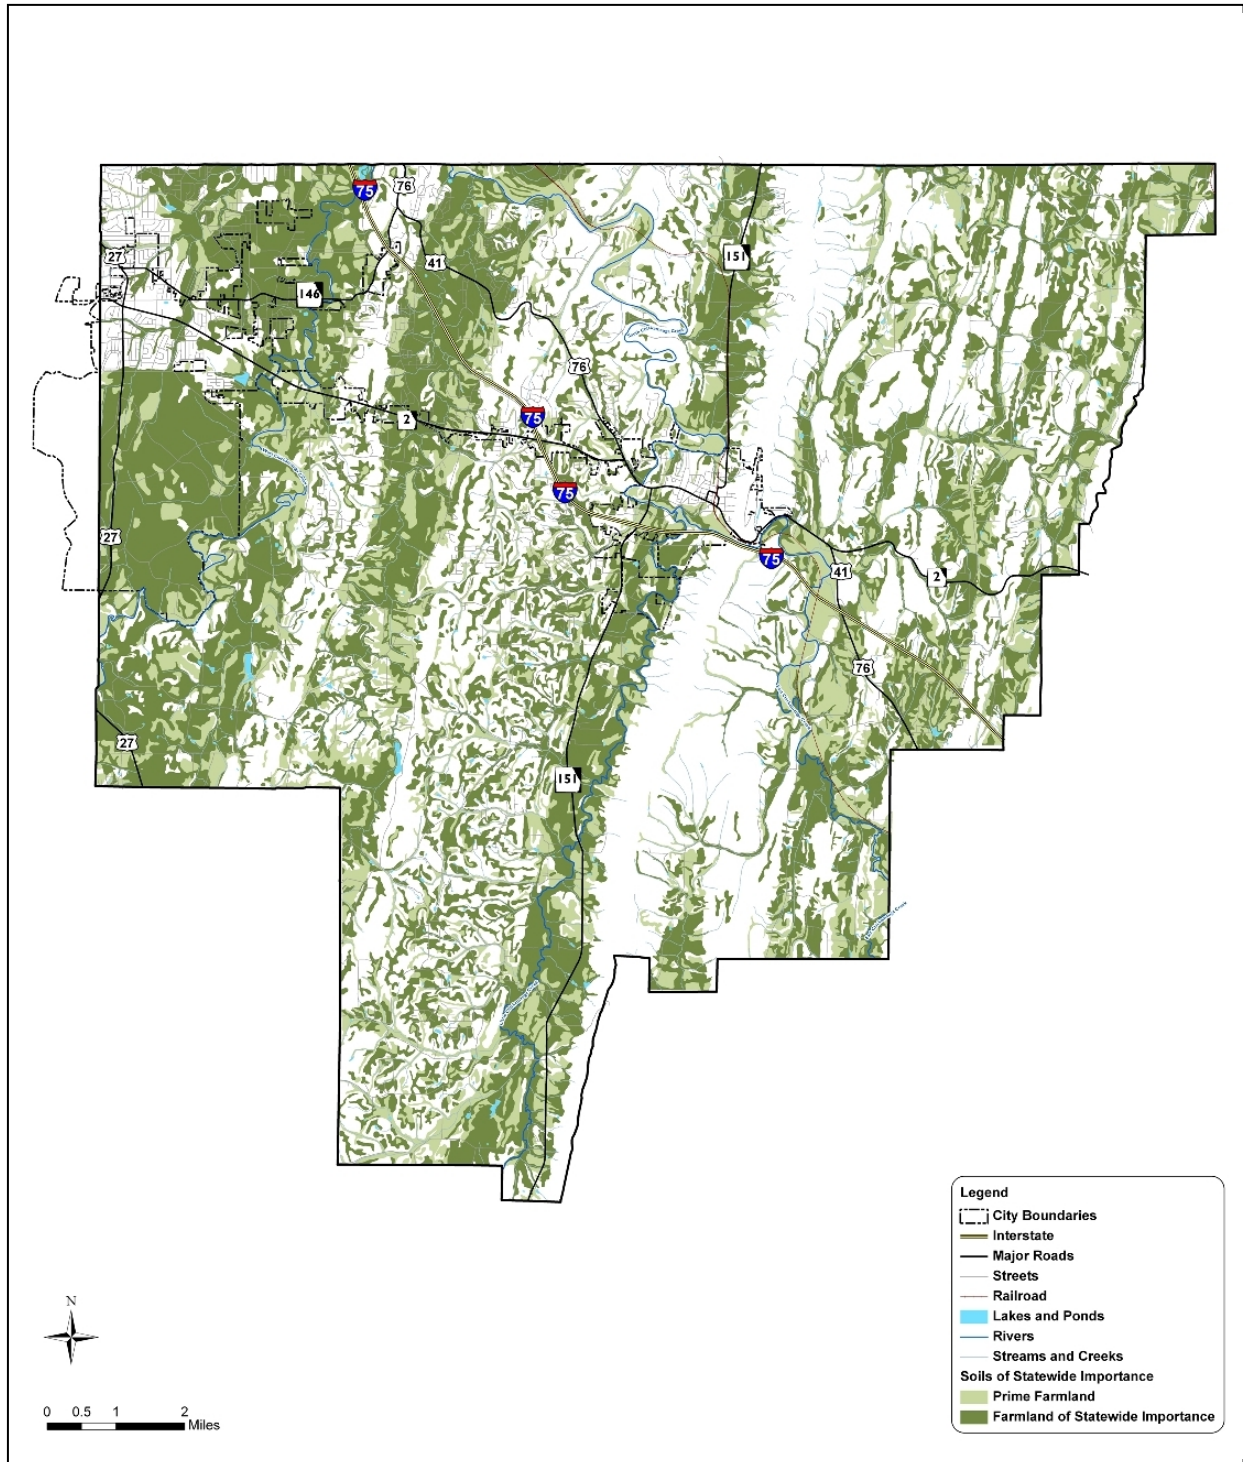 75
76
27
41
151
146
76
75
2
75
27
75
41
2
76
27
151
Legend
City Boundaries
Interstate
Major Roads
Streets
Railroad
Lakes and Ponds
Rivers
Streams and Creeks
Soils of Statewide Importance
Prime Farmland
Farmland of Statewide Importance
N
0 0.5 1 2
Miles